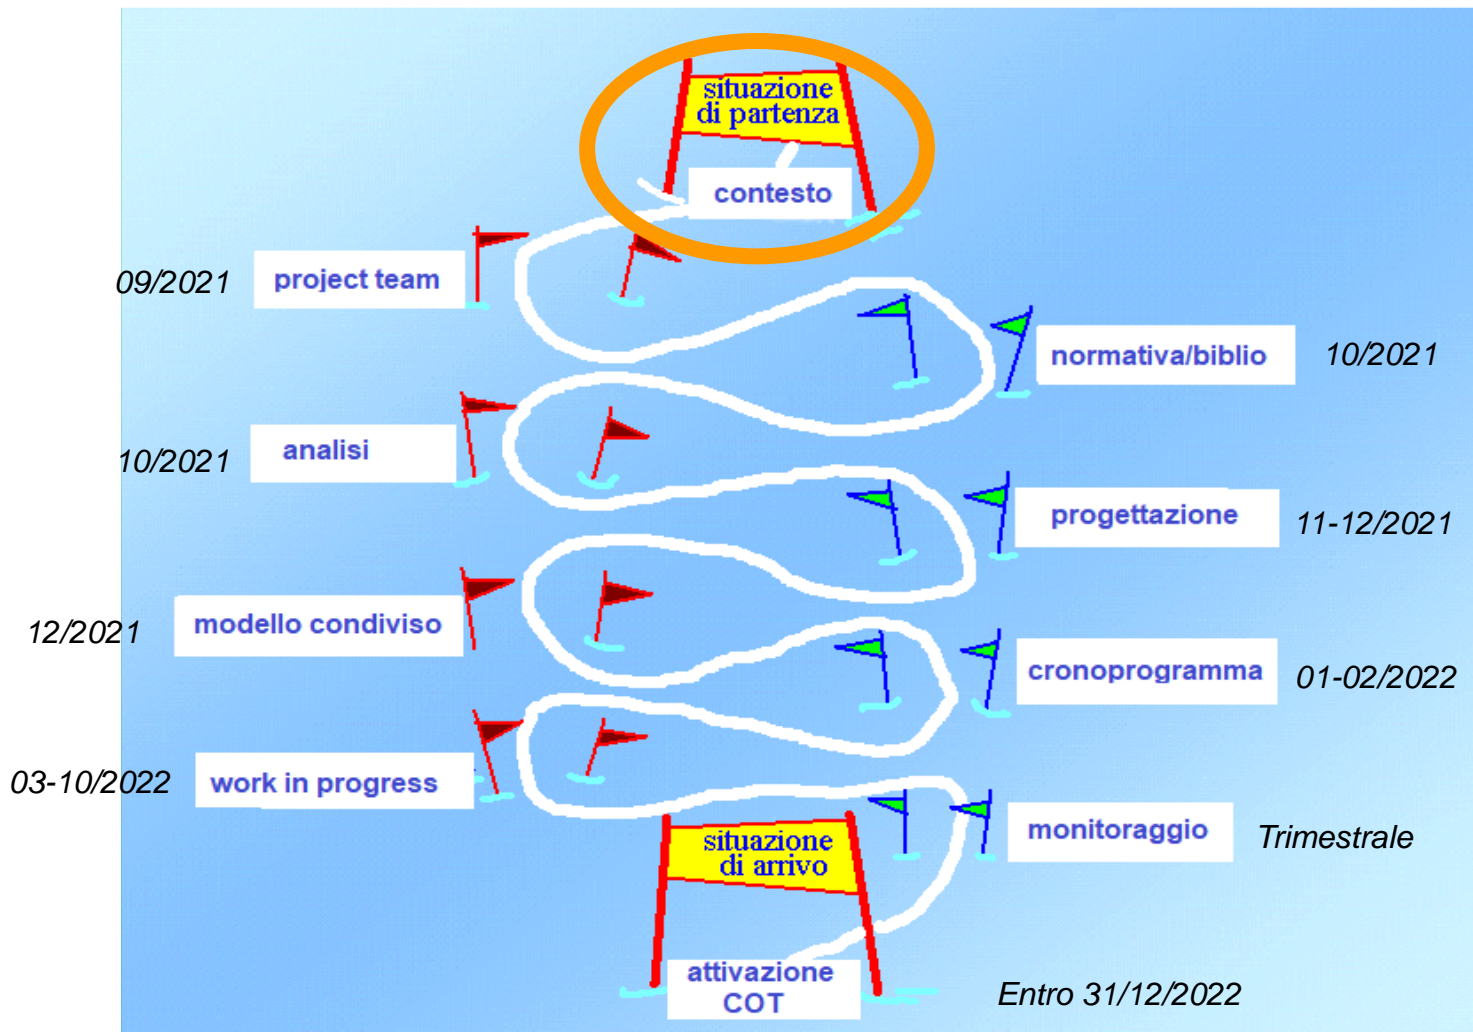 situazione
di partenza
contesto
09/2021
project team
normativa/biblio
10/2021
10/2021
analisi
progettazione
11-12/2021
12/2021
modello condiviso
cronoprogramma
01-02/2022
03-10/2022
work in progress
monitoraggio
Trimestrale
situazione
di arrivo
attivazione
COT
Entro 31/12/2022